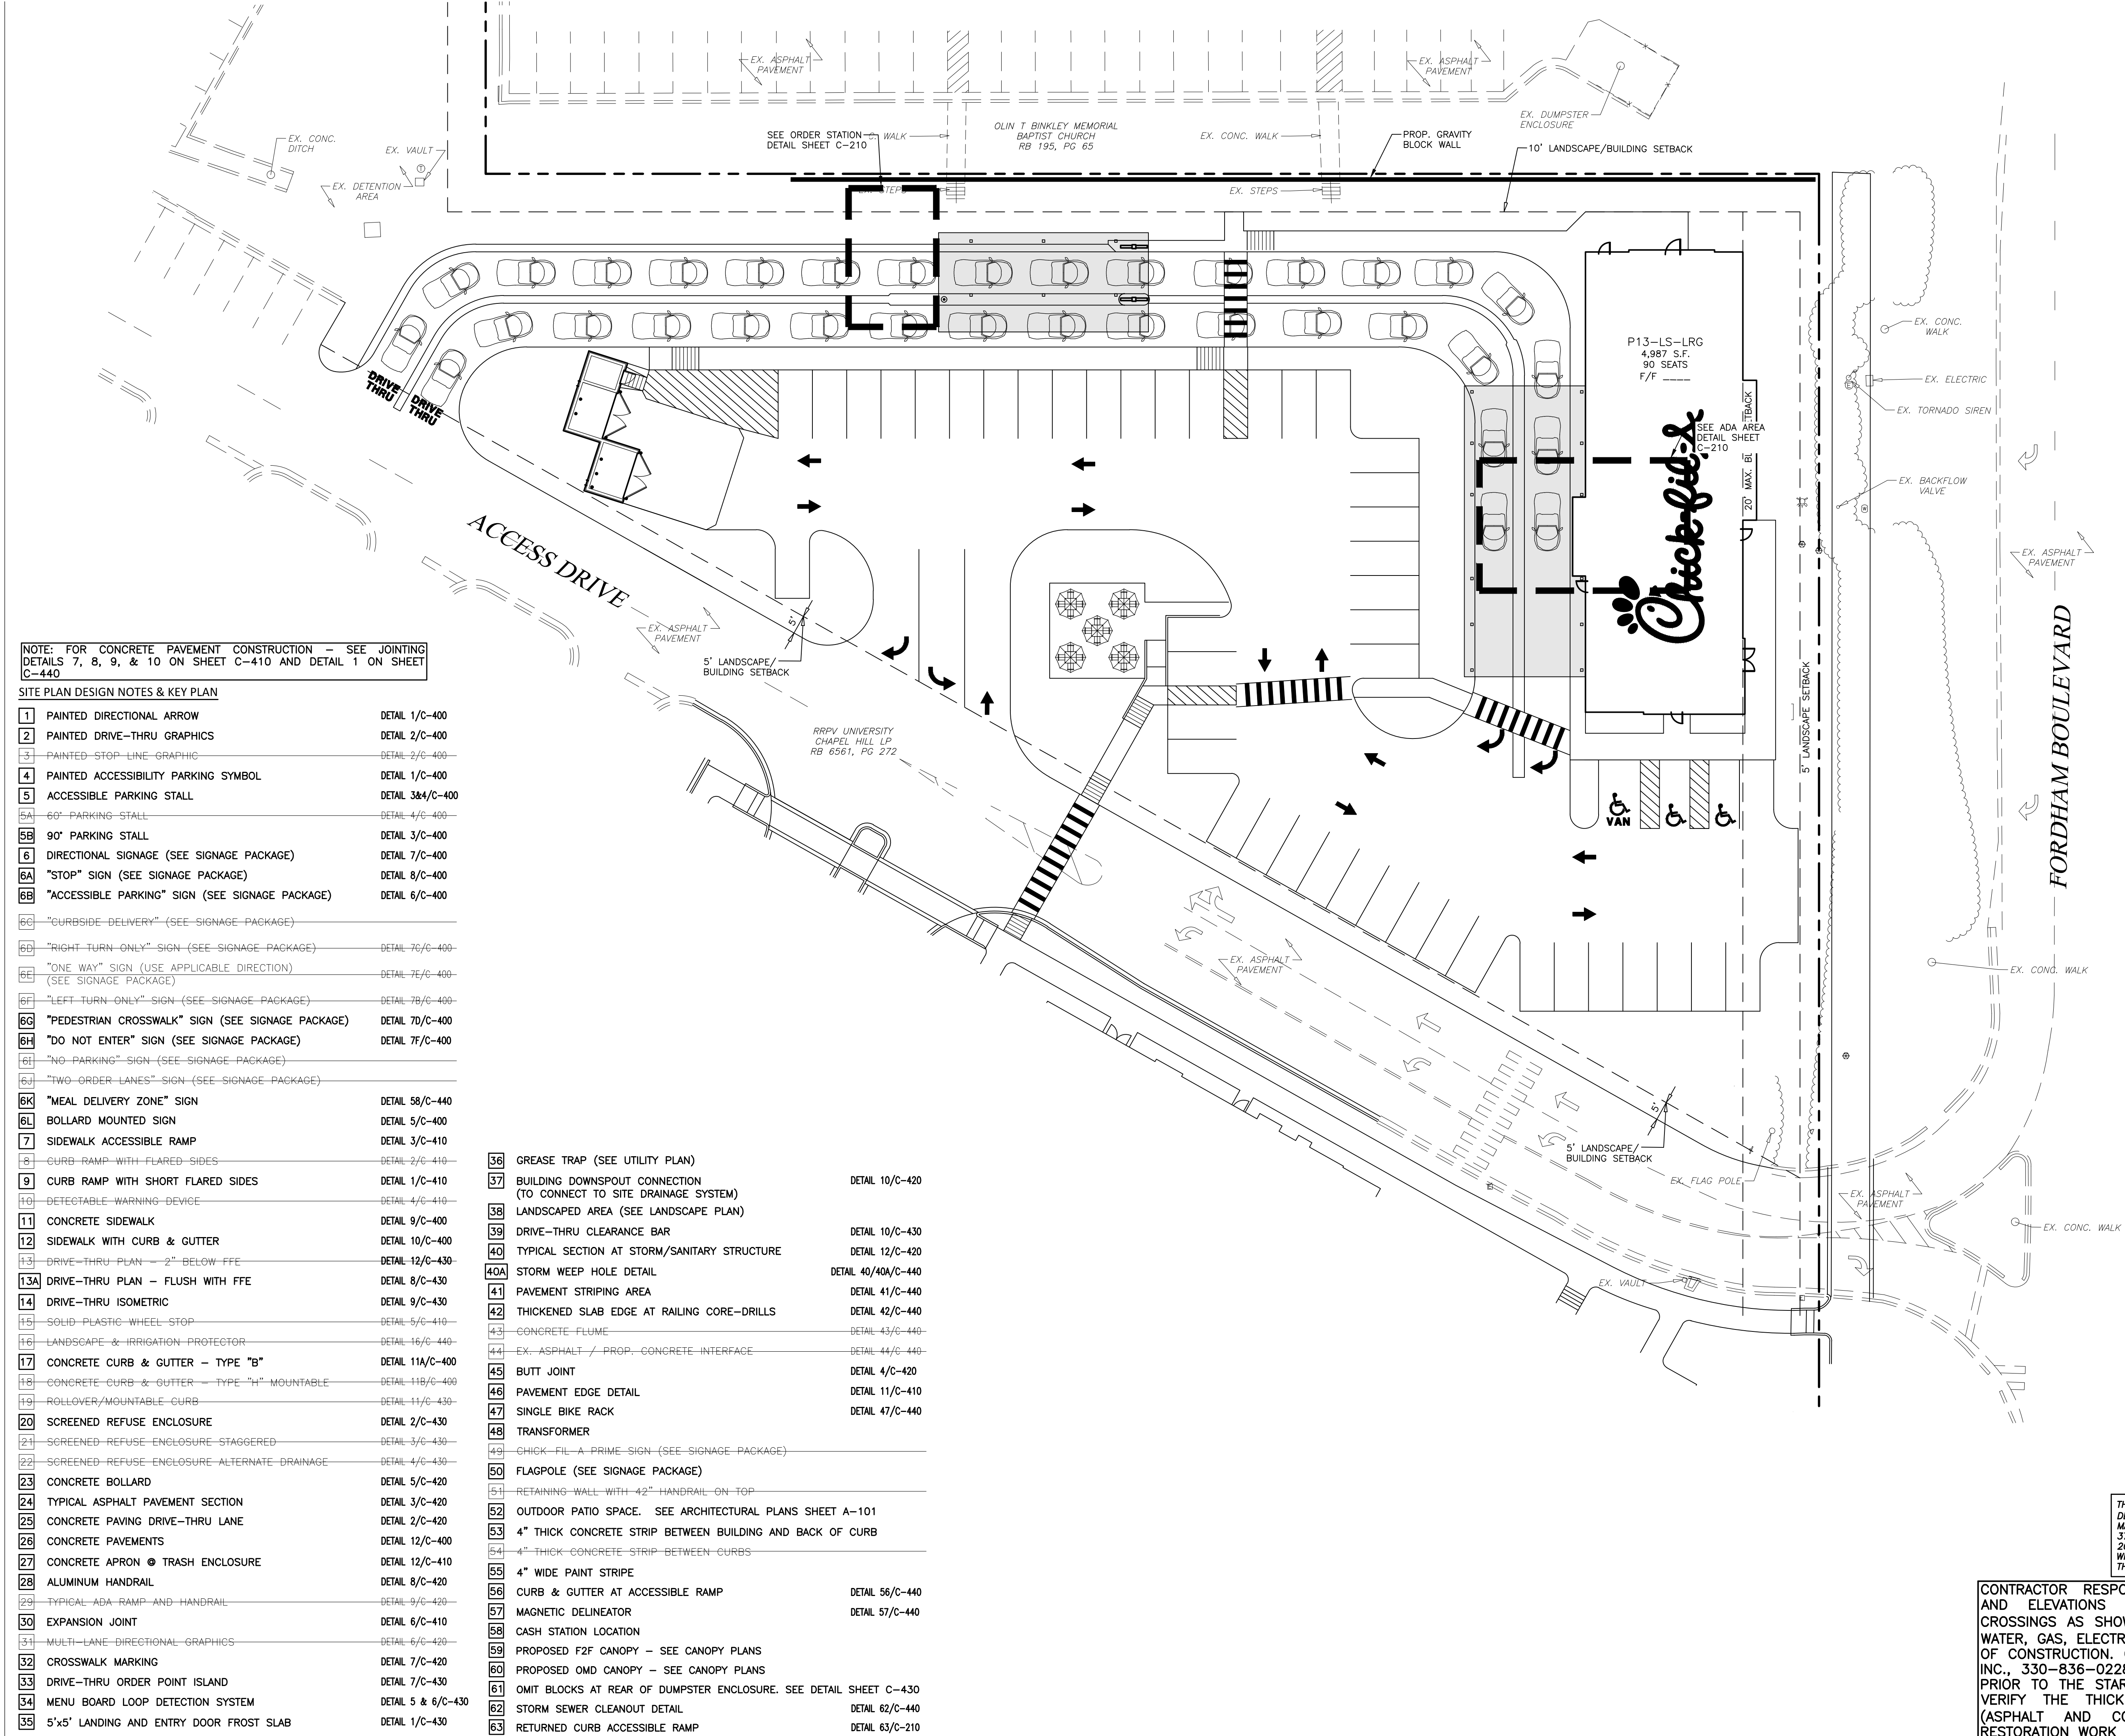 EX. ASPHALT
PAVEMENT
EX. ASPHALT
PAVEMENT
EX. CONC.
DITCH
EX. VAULT
EX. DETENTION
AREA
SEE ORDER STATION
DETAIL SHEET C-210
WALK
OLIN T BINKLEY MEMORIAL
BAPTIST CHURCH
RB 195, PG 65
EX. CONC. WALK
PROP. GRAVITY
BLOCK WALL
EX. DUMPSTER
ENCLOSURE
10' LANDSCAPE/BUILDING SETBACK
EX. STEPS
EX. STEPS
DRIVE
THRU
DRIVE
THRU
P13-LS-LRG
4,987 S.F.
90 SEATS
F/F ____
SEE ADA AREA
DETAIL SHEET
C-210
Chick-fil-a
20' MAX. BL TBACK
5' LANDSCAPE SETBACK
EX. CONC.
WALK
EX. ELECTRIC
EX. TORNADO SIREN
EX. BACKFLOW
VALVE
EX. ASPHALT
PAVEMENT
FORDHAM BOULEVARD
ACCESS DRIVE
EX. ASPHALT
PAVEMENT
5'
5' LANDSCAPE/
BUILDING SETBACK
RRPV UNIVERSITY
CHAPEL HILL LP
RB 6561, PG 272
VAN
EX. ASPHALT
PAVEMENT
EX. CONC. WALK
5'
5' LANDSCAPE/
BUILDING SETBACK
EX. FLAG POLE
EX. ASPHALT
PAVEMENT
EX. CONC. WALK
EX. VAULT
NOTE: FOR CONCRETE PAVEMENT CONSTRUCTION – SEE JOINTING
DETAILS 7, 8, 9, & 10 ON SHEET C-410 AND DETAIL 1 ON SHEET
C-440
SITE PLAN DESIGN NOTES & KEY PLAN
1 PAINTED DIRECTIONAL ARROW DETAIL 1/C-400
2 PAINTED DRIVE-THRU GRAPHICS DETAIL 2/C-400
3 PAINTED STOP LINE GRAPHIC DETAIL 2/C-400
4 PAINTED ACCESSIBILITY PARKING SYMBOL DETAIL 1/C-400
5 ACCESSIBLE PARKING STALL DETAIL 3&4/C-400
5A 60° PARKING STALL DETAIL 4/C-400
5B 90° PARKING STALL DETAIL 3/C-400
6 DIRECTIONAL SIGNAGE (SEE SIGNAGE PACKAGE) DETAIL 7/C-400
6A "STOP" SIGN (SEE SIGNAGE PACKAGE) DETAIL 8/C-400
6B "ACCESSIBLE PARKING" SIGN (SEE SIGNAGE PACKAGE) DETAIL 6/C-400
6C "CURBSIDE DELIVERY" (SEE SIGNAGE PACKAGE)
6D "RIGHT TURN ONLY" SIGN (SEE SIGNAGE PACKAGE) DETAIL 7C/C-400
6E "ONE WAY" SIGN (USE APPLICABLE DIRECTION)
(SEE SIGNAGE PACKAGE) DETAIL 7E/C-400
6F "LEFT TURN ONLY" SIGN (SEE SIGNAGE PACKAGE) DETAIL 7B/C-400
6G "PEDESTRIAN CROSSWALK" SIGN (SEE SIGNAGE PACKAGE) DETAIL 7D/C-400
6H "DO NOT ENTER" SIGN (SEE SIGNAGE PACKAGE) DETAIL 7F/C-400
6I "NO PARKING" SIGN (SEE SIGNAGE PACKAGE)
6J "TWO ORDER LANES" SIGN (SEE SIGNAGE PACKAGE)
6K "MEAL DELIVERY ZONE" SIGN DETAIL 58/C-440
6L BOLLARD MOUNTED SIGN DETAIL 5/C-400
7 SIDEWALK ACCESSIBLE RAMP DETAIL 3/C-410
8 CURB RAMP WITH FLARED SIDES DETAIL 2/C-410
9 CURB RAMP WITH SHORT FLARED SIDES DETAIL 1/C-410
10 DETECTABLE WARNING DEVICE DETAIL 4/C-410
11 CONCRETE SIDEWALK DETAIL 9/C-400
12 SIDEWALK WITH CURB & GUTTER DETAIL 10/C-400
13 DRIVE-THRU PLAN – 2" BELOW FFE DETAIL 12/C-430
13A DRIVE-THRU PLAN – FLUSH WITH FFE DETAIL 8/C-430
14 DRIVE-THRU ISOMETRIC DETAIL 9/C-430
15 SOLID PLASTIC WHEEL STOP DETAIL 5/C-410
16 LANDSCAPE & IRRIGATION PROTECTOR DETAIL 16/C-440
17 CONCRETE CURB & GUTTER – TYPE "B" DETAIL 11A/C-400
18 CONCRETE CURB & GUTTER – TYPE "H" MOUNTABLE DETAIL 11B/C-400
19 ROLLOVER/MOUNTABLE CURB DETAIL 11/C-430
20 SCREENED REFUSE ENCLOSURE DETAIL 2/C-430
21 SCREENED REFUSE ENCLOSURE STAGGERED DETAIL 3/C-430
22 SCREENED REFUSE ENCLOSURE ALTERNATE DRAINAGE DETAIL 4/C-430
23 CONCRETE BOLLARD DETAIL 5/C-420
24 TYPICAL ASPHALT PAVEMENT SECTION DETAIL 3/C-420
25 CONCRETE PAVING DRIVE-THRU LANE DETAIL 2/C-420
26 CONCRETE PAVEMENTS DETAIL 12/C-400
27 CONCRETE APRON @ TRASH ENCLOSURE DETAIL 12/C-410
28 ALUMINUM HANDRAIL DETAIL 8/C-420
29 TYPICAL ADA RAMP AND HANDRAIL DETAIL 9/C-420
30 EXPANSION JOINT DETAIL 6/C-410
31 MULTI-LANE DIRECTIONAL GRAPHICS DETAIL 6/C-420
32 CROSSWALK MARKING DETAIL 7/C-420
33 DRIVE-THRU ORDER POINT ISLAND DETAIL 7/C-430
34 MENU BOARD LOOP DETECTION SYSTEM DETAIL 5 & 6/C-430
35 5'x5' LANDING AND ENTRY DOOR FROST SLAB DETAIL 1/C-430
36 GREASE TRAP (SEE UTILITY PLAN)
37 BUILDING DOWNSPOUT CONNECTION DETAIL 10/C-420
(TO CONNECT TO SITE DRAINAGE SYSTEM)
38 LANDSCAPED AREA (SEE LANDSCAPE PLAN)
39 DRIVE-THRU CLEARANCE BAR DETAIL 10/C-430
40 TYPICAL SECTION AT STORM/SANITARY STRUCTURE DETAIL 12/C-420
40A STORM WEEP HOLE DETAIL DETAIL 40/40A/C-440
41 PAVEMENT STRIPING AREA DETAIL 41/C-440
42 THICKENED SLAB EDGE AT RAILING CORE-DRILLS DETAIL 42/C-440
43 CONCRETE FLUME DETAIL 43/C-440
44 EX. ASPHALT / PROP. CONCRETE INTERFACE DETAIL 44/C-440
45 BUTT JOINT DETAIL 4/C-420
46 PAVEMENT EDGE DETAIL DETAIL 11/C-410
47 SINGLE BIKE RACK DETAIL 47/C-440
48 TRANSFORMER
49 CHICK-FIL-A PRIME SIGN (SEE SIGNAGE PACKAGE)
50 FLAGPOLE (SEE SIGNAGE PACKAGE)
51 RETAINING WALL WITH 42" HANDRAIL ON TOP
52 OUTDOOR PATIO SPACE. SEE ARCHITECTURAL PLANS SHEET A-101
53 4" THICK CONCRETE STRIP BETWEEN BUILDING AND BACK OF CURB
54 4" THICK CONCRETE STRIP BETWEEN CURBS
55 4" WIDE PAINT STRIPE
56 CURB & GUTTER AT ACCESSIBLE RAMP DETAIL 56/C-440
57 MAGNETIC DELINEATOR DETAIL 57/C-440
58 CASH STATION LOCATION
59 PROPOSED F2F CANOPY – SEE CANOPY PLANS
60 PROPOSED OMD CANOPY – SEE CANOPY PLANS
61 OMIT BLOCKS AT REAR OF DUMPSTER ENCLOSURE. SEE DETAIL SHEET C-430
62 STORM SEWER CLEANOUT DETAIL DETAIL 62/C-440
63 RETURNED CURB ACCESSIBLE RAMP DETAIL 63/C-210
CONTRACTOR RESPO
AND ELEVATIONS
CROSSINGS AS SHOW
WATER, GAS, ELECTR
OF CONSTRUCTION.
INC., 330-836-0228
PRIOR TO THE STAR
VERIFY THE THICK
(ASPHALT AND CO
RESTORATION WORK